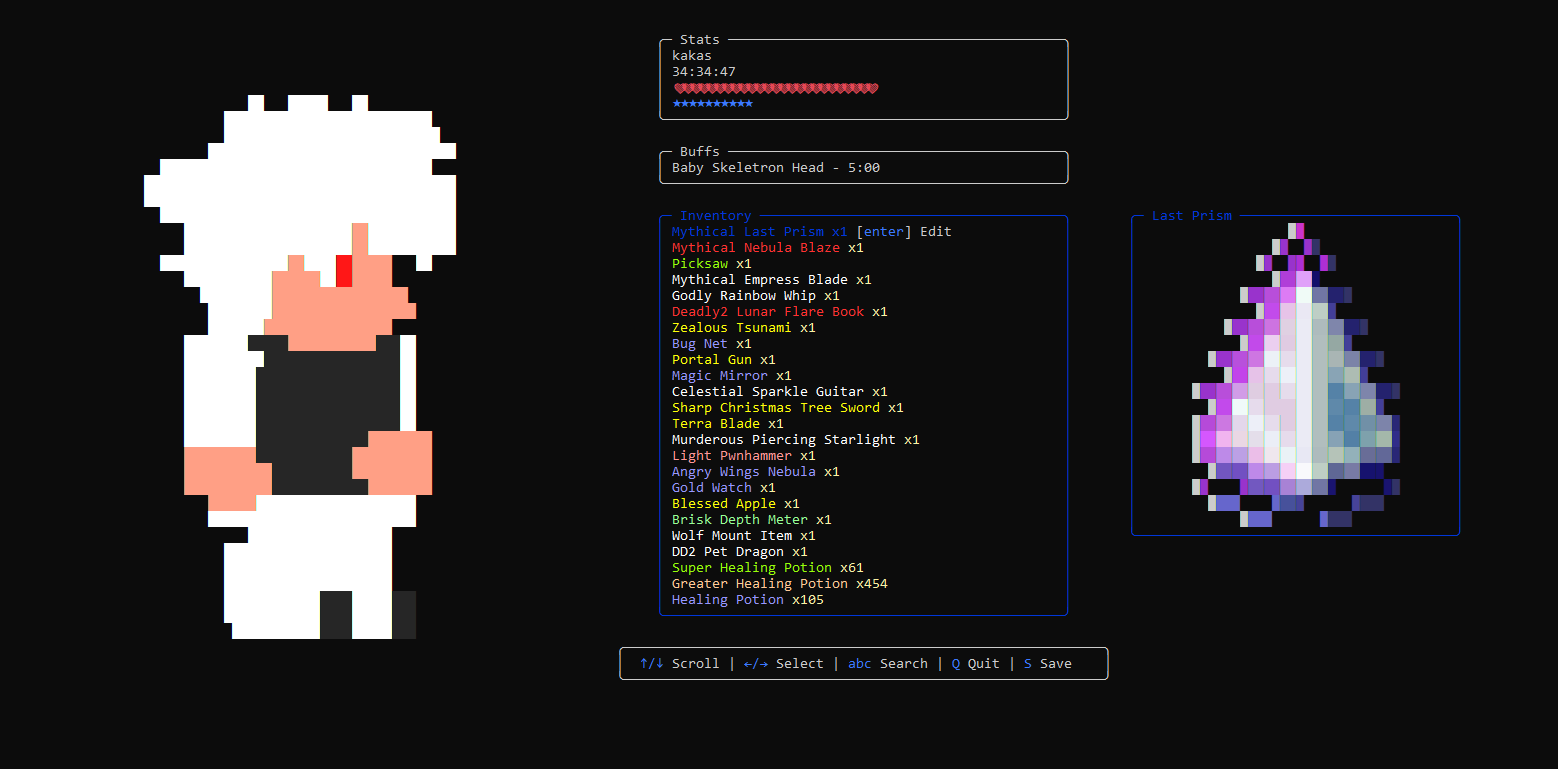 Stats
kakas
34:34:47
♥♥♥♥♥♥♥♥♥♥♥♥♥♥♥♥♥♥♥♥
★★★★★★★★★★
Buffs
Baby Skeletron Head - 5:00
Inventory
Mythical Last Prism x1 [enter] Edit
Mythical Nebula Blaze x1
Picksaw x1
Mythical Empress Blade x1
Godly Rainbow Whip x1
Deadly2 Lunar Flare Book x1
Zealous Tsunami x1
Bug Net x1
Portal Gun x1
Magic Mirror x1
Celestial Sparkle Guitar x1
Sharp Christmas Tree Sword x1
Terra Blade x1
Murderous Piercing Starlight x1
Light Pwnhammer x1
Angry Wings Nebula x1
Gold Watch x1
Blessed Apple x1
Brisk Depth Meter x1
Wolf Mount Item x1
DD2 Pet Dragon x1
Super Healing Potion x61
Greater Healing Potion x454
Healing Potion x105
Last Prism
↑/↓ Scroll | ←/→ Select | abc Search | Q Quit | S Save